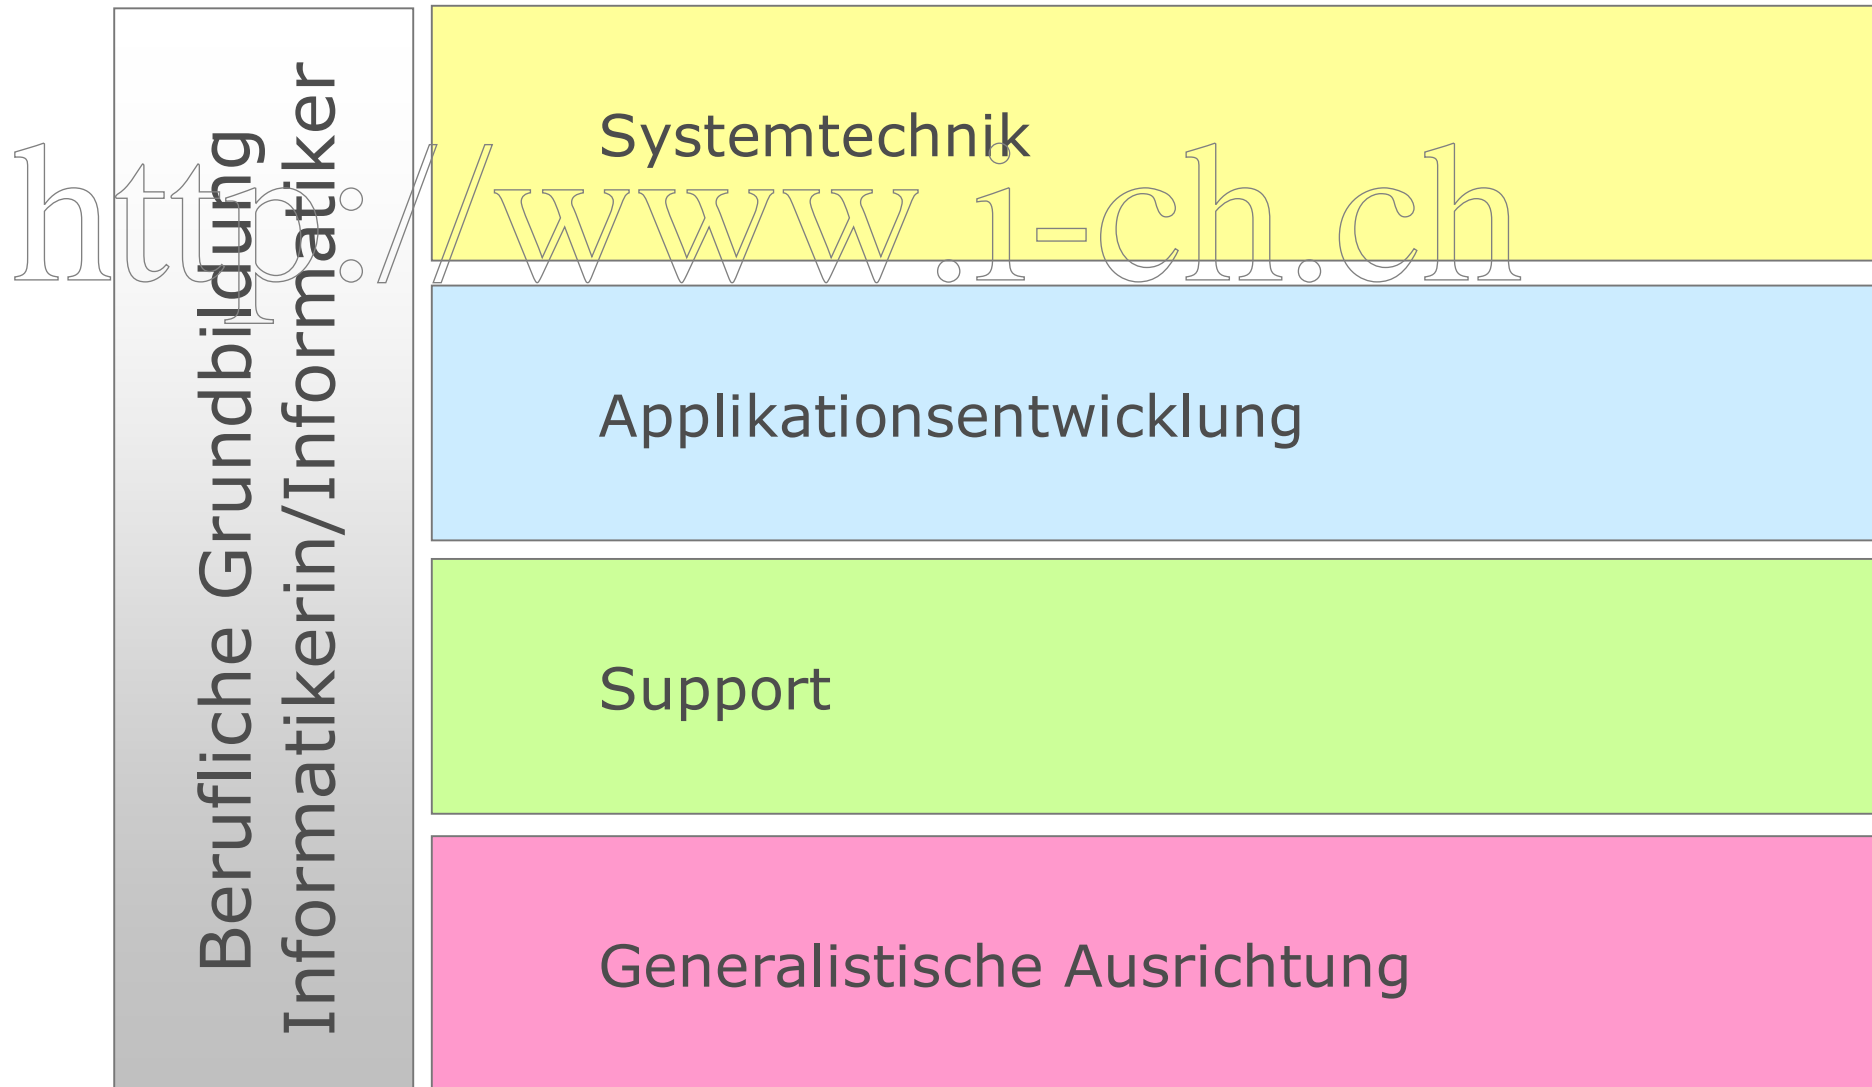 Berufliche Grundbildung
Informatikerin/Informatiker
Systemtechnik
http://www.i-ch.ch
Applikationsentwicklung
Support
Generalistische Ausrichtung